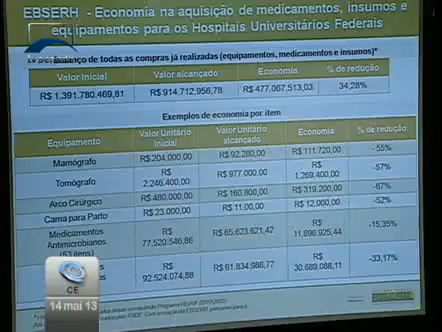 EBSERH - Economia na aquisição de medicamentos, insumos e
equipamentos para os Hospitais Universitários Federais
Balanço de todas as compras já realizadas (equipamentos, medicamentos e insumos)*
Valor Inicial Valor alcançado Economia % de redução
R$ 1.391.780.469,81 R$ 914.712.956,78 R$ 477.067.513,03 34,28%
Exemplos de economia por item
Equipamento Valor Unitário Inicial Valor Unitário alcançado Economia % de redução
Mamógrafo R$ 204.000,00 R$ 92.280,00 R$ 111.720,00 - 55%
Tomógrafo R$ 2.246.400,00 R$ 977.000,00 R$ 1.269.400,00 - 57%
Arco Cirúrgico R$ 480.000,00 R$ 160.800,00 R$ 319.200,00 - 67%
Cama para Parto R$ 23.000,00 R$ 11.00,00 R$ 12.000,00 - 52%
Medicamentos Antimicrobianos (53 itens) R$ 77.520.546,86 R$ 65.623.621,42 R$ 11.896.925,44 -15,35%
R$ 92.524.074,88 R$ 61.834.986,77 R$ 30.689.088,11 -33,17%
CE
14 mai 13